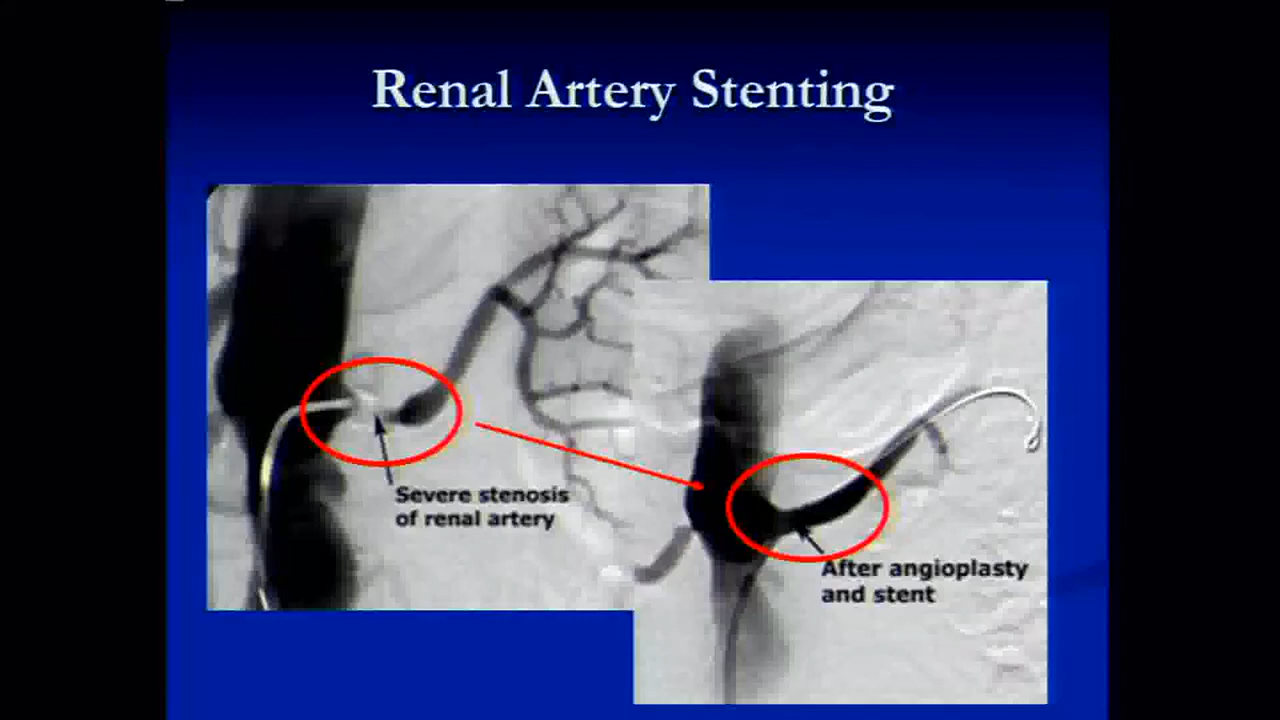 Renal Artery Stenting
Severe stenosis
of renal artery
After angioplasty
and stent